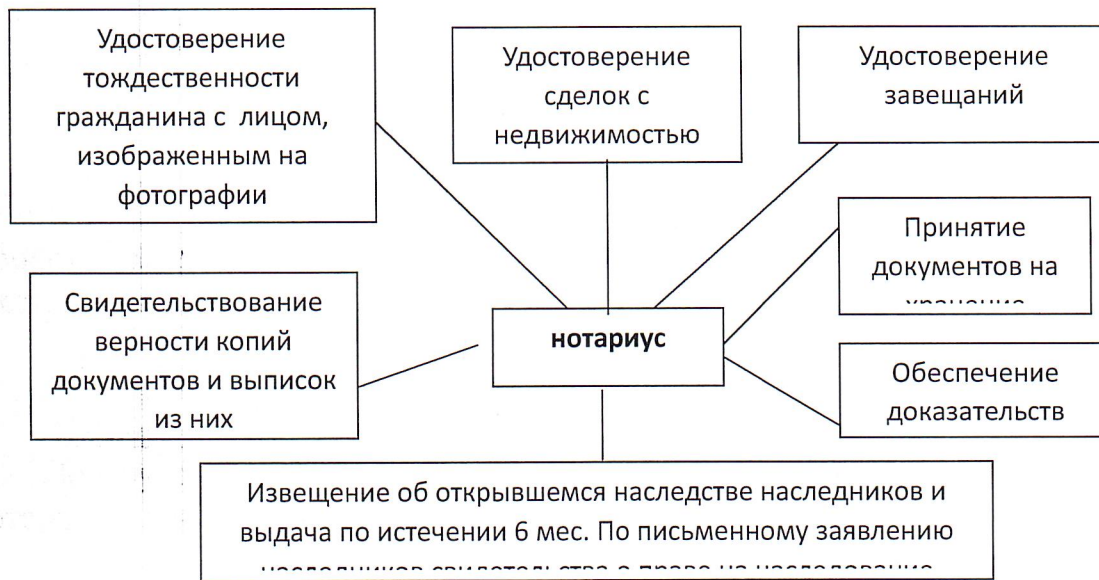 Удостоверение
тождественности
гражданина с лицом,
изображенным на
фотографии
Удостоверение
сделок с
недвижимостью
Удостоверение
завещаний
Принятие
документов на
Свидетельствование
верности копий
документов и выписок
из них
нотариус
Обеспечение
доказательств
Извещение об открывшемся наследстве наследников и
выдача по истечении 6 мес. По письменному заявлению